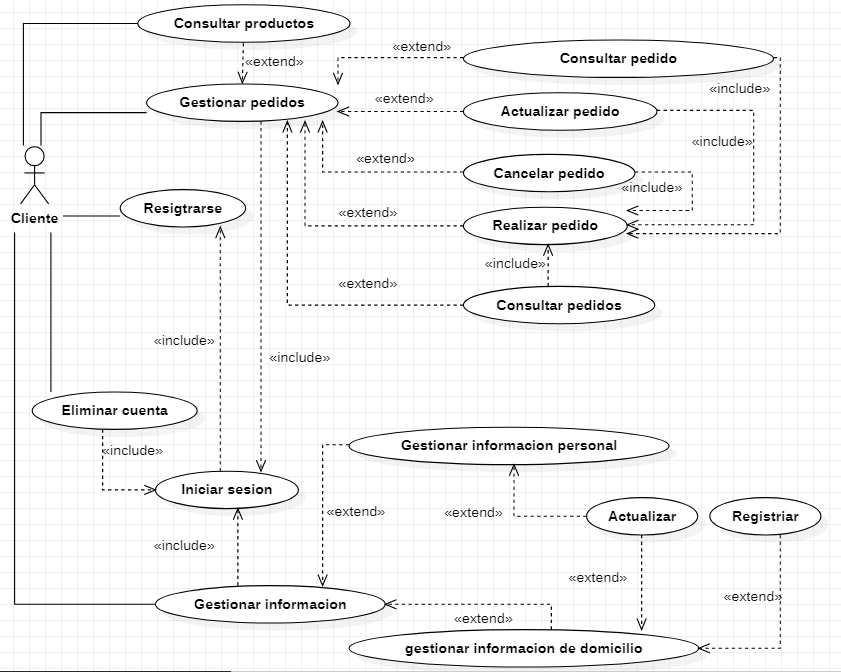 Consultar productos
«extend»
«extend»
Consultar pedido
«include»
Gestionar pedidos
«extend»
Actualizar pedido
«include»
«extend»
Cancelar pedido
«include»
Cliente
Resigtrarse
«extend»
Realizar pedido
«include»
«extend»
Consultar pedidos
«include»
«include»
Eliminar cuenta
«include»
Gestionar informacion personal
Iniciar sesion
«extend»
«extend»
Actualizar
Registriar
«include»
«extend»
«extend»
Gestionar informacion
«extend»
gestionar informacion de domicilio